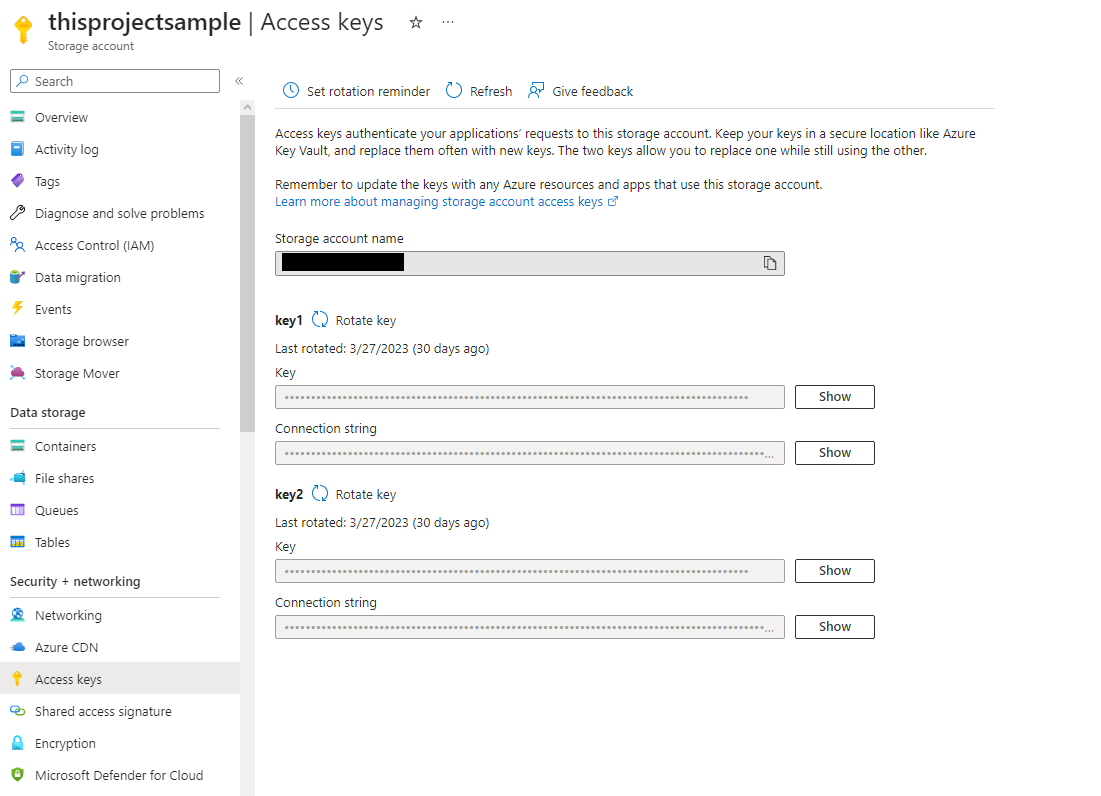 thisprojectsample | Access keys
Storage account
Search
«
Overview
Activity log
Tags
Diagnose and solve problems
Access Control (IAM)
Data migration
Events
Storage browser
Storage Mover
Data storage
Containers
File shares
Queues
Tables
Security + networking
Networking
Azure CDN
Access keys
Shared access signature
Encryption
Microsoft Defender for Cloud
Set rotation reminder Refresh Give feedback
Access keys authenticate your applications’ requests to this storage account. Keep your keys in a secure location like Azure
Key Vault, and replace them often with new keys. The two keys allow you to replace one while still using the other.
Remember to update the keys with any Azure resources and apps that use this storage account.
Learn more about managing storage account access keys
Storage account name
key1 Rotate key
Last rotated: 3/27/2023 (30 days ago)
Key
Show
Connection string
Show
key2 Rotate key
Last rotated: 3/27/2023 (30 days ago)
Key
Show
Connection string
Show